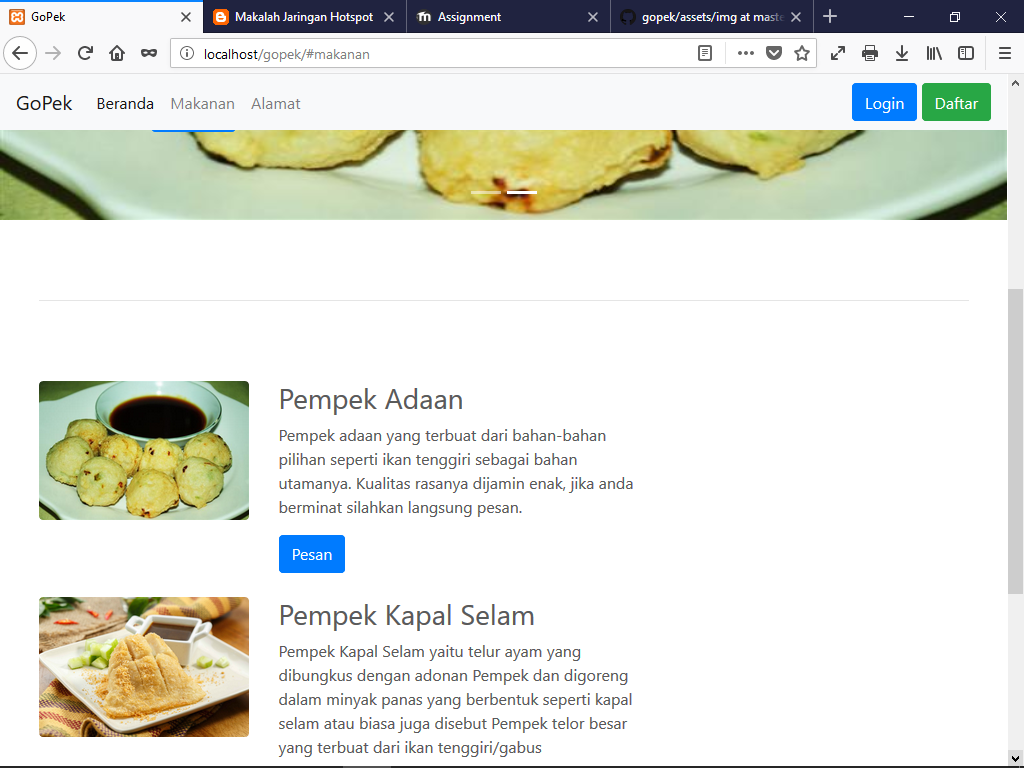 GoPek
Makalah Jaringan Hotspot
Assignment
gopek/assets/img at maste
localhost/gopek/#makanan
GoPek
Beranda
Makanan
Alamat
Login
Daftar
Pempek Adaan
Pempek adaan yang terbuat dari bahan-bahan
pilihan seperti ikan tenggiri sebagai bahan
utamanya. Kualitas rasanya dijamin enak, jika anda
berminat silahkan langsung pesan.
Pesan
Pempek Kapal Selam
Pempek Kapal Selam yaitu telur ayam yang
dibungkus dengan adonan Pempek dan digoreng
dalam minyak panas yang berbentuk seperti kapal
selam atau biasa juga disebut Pempek telor besar
yang terbuat dari ikan tenggiri/gabus